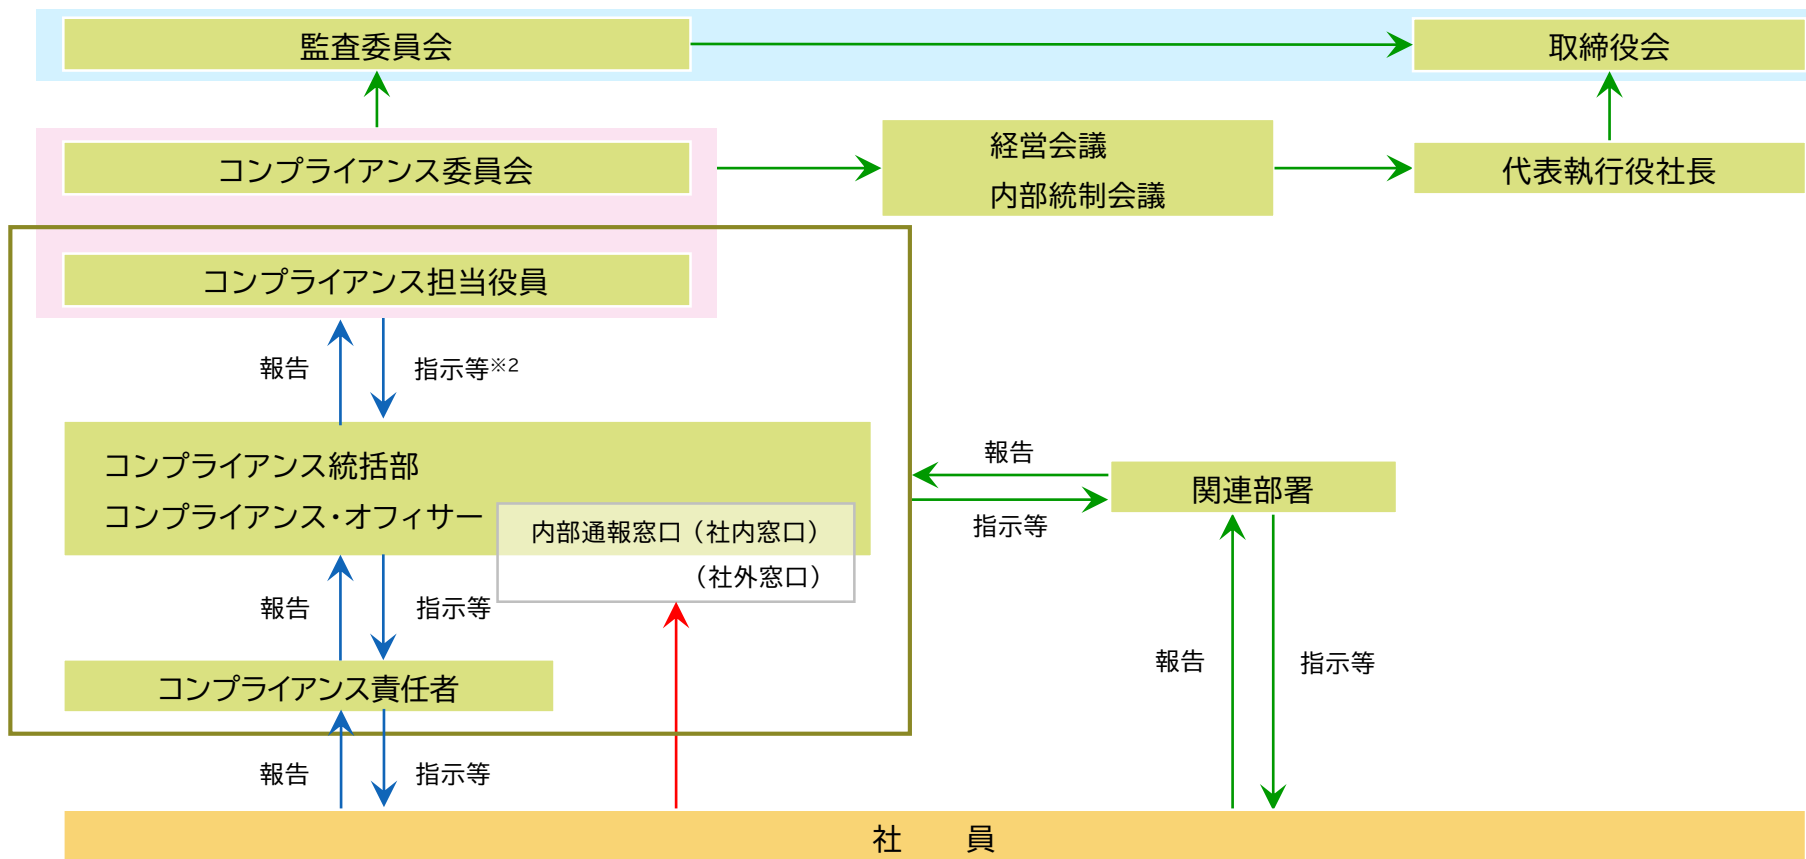 監査委員会
取締役会
コンプライアンス委員会
経営会議
内部統制会議
代表執行役社長
コンプライアンス担当役員
報告
指示等※2
コンプライアンス統括部
コンプライアンス・オフィサー
内部通報窓口（社内窓口）
（社外窓口）
報告
関連部署
指示等
報告
指示等
コンプライアンス責任者
報告
指示等
報告
指示等
社　　員